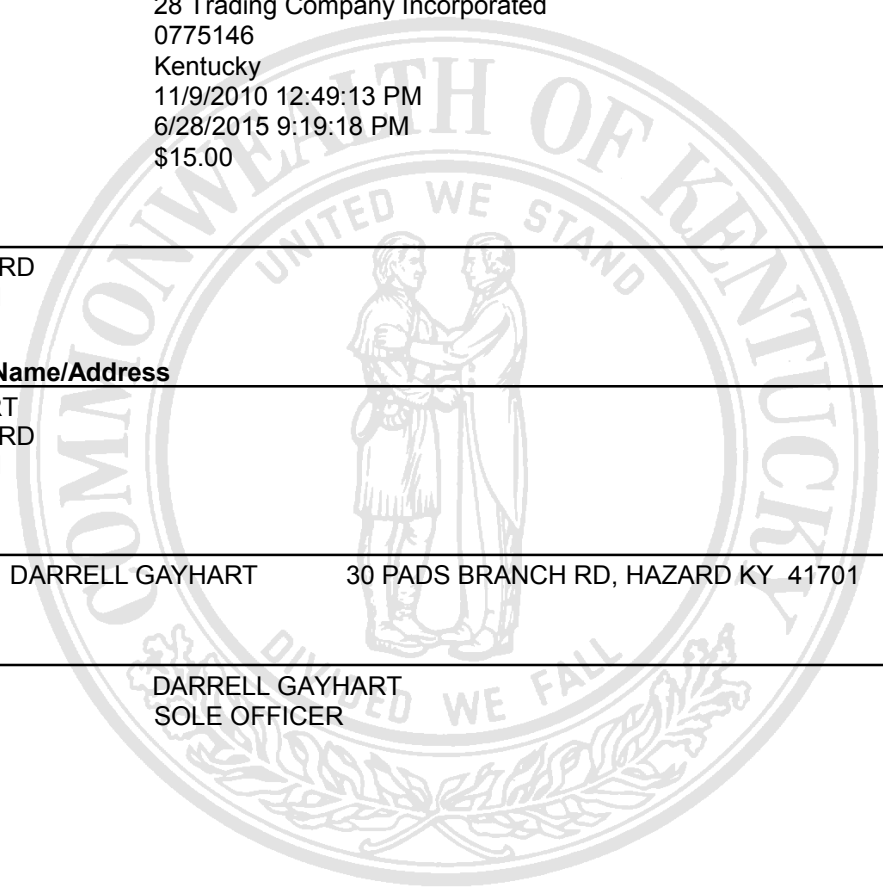 28 Trading Company Incorporated
0775146
Kentucky
11/9/2010 12:49:13 PM
6/28/2015 9:19:18 PM
$15.00
COMMONWEALTH OF KENTUCKY
UNITED WE STAND
RD
Name/Address
RT
RD
DARRELL GAYHART 30 PADS BRANCH RD, HAZARD KY 41701
DIVIDED WE FALL
DARRELL GAYHART
SOLE OFFICER